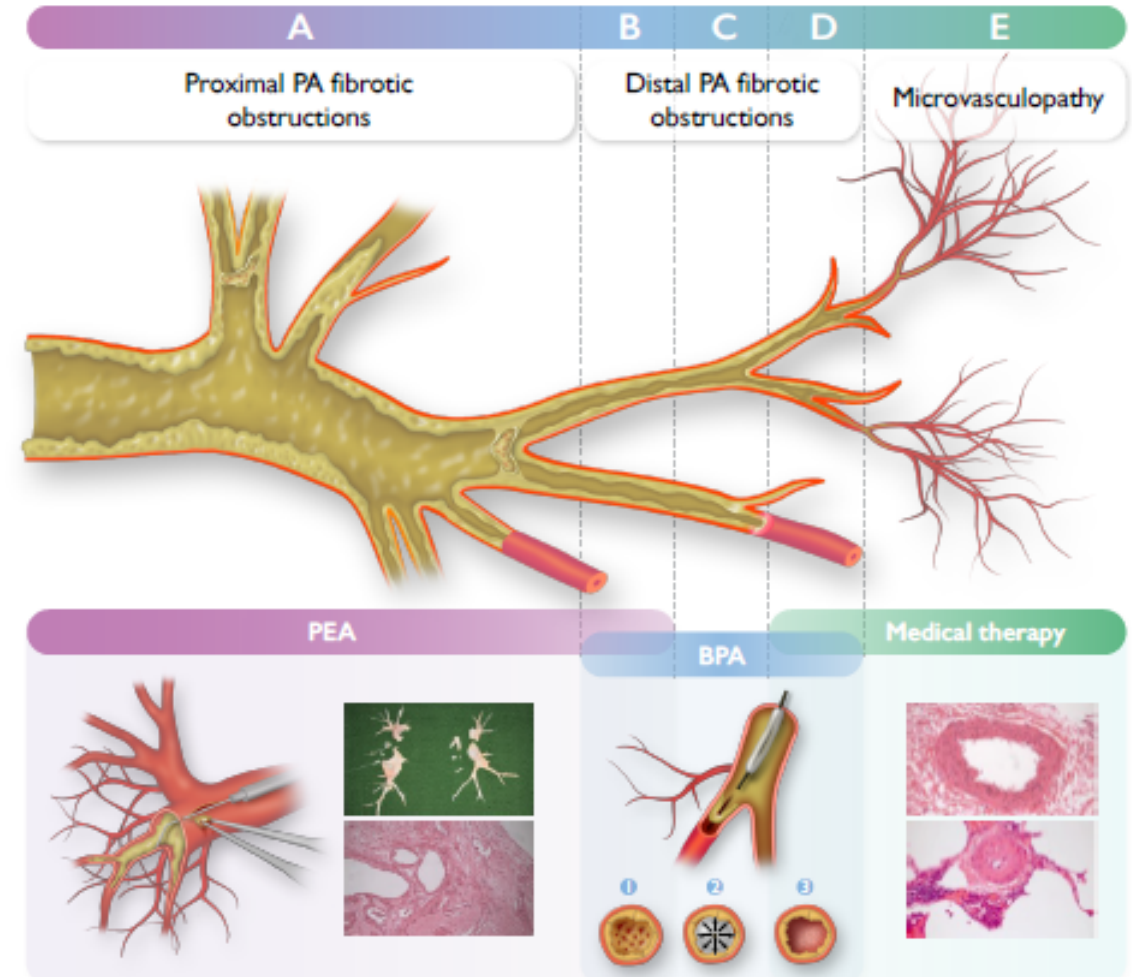 A B C D E
Proximal PA fibrotic
obstructions
Distal PA fibrotic
obstructions
Microvasculopathy
PEA
BPA
Medical therapy
1 2 3